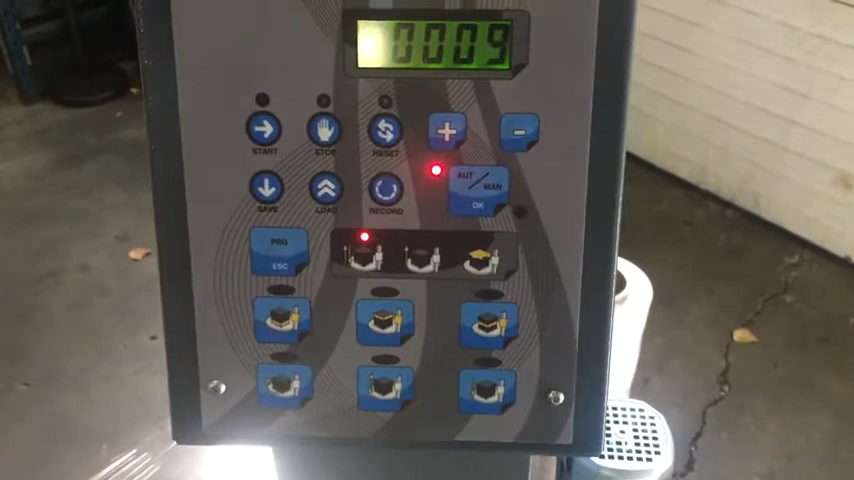 0009
START STOP RESET
+ -
AUT / MAN
OK
SAVE LOAD RECORD
PRG
ESC